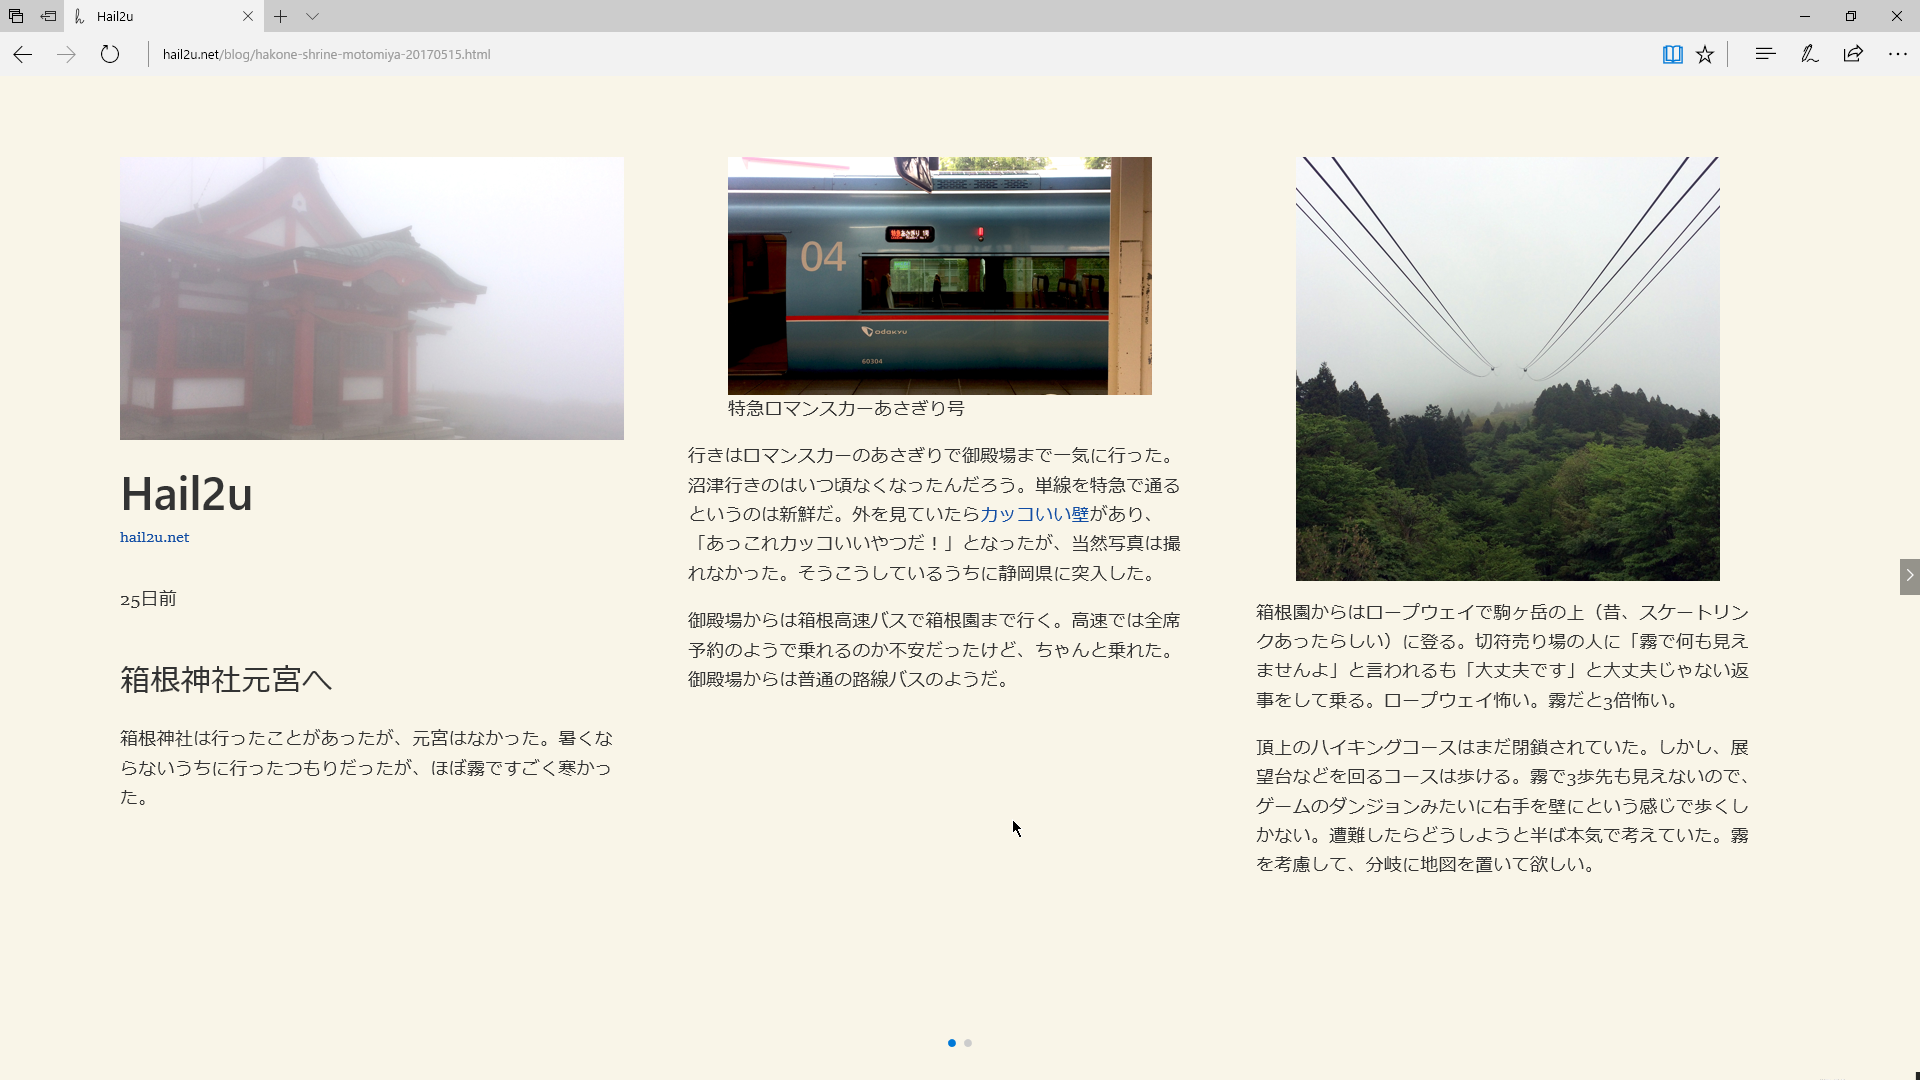 Hail2u
hail2u.net/blog/hakone-shrine-motomiya-20170515.html
Hail2u
hail2u.net
25日前
箱根神社元宮へ
箱根神社は行ったことがあったが、元宮はなかった。暑くな
らないうちに行ったつもりだったが、ほぼ霧ですごく寒かっ
た。
04
odakyu
60304
特急ロマンスカーあさぎり号
行きはロマンスカーのあさぎりで御殿場まで一気に行った。
沼津行きのはいつ頃なくなったんだろう。単線を特急で通る
というのは新鮮だ。外を見ていたらカッコいい壁があり、
「あっこれカッコいいやつだ！」となったが、当然写真は撮
れなかった。そうこうしているうちに静岡県に突入した。
御殿場からは箱根高速バスで箱根園まで行く。高速では全席
予約のようで乗れるのか不安だったけど、ちゃんと乗れた。
御殿場からは普通の路線バスのようだ。
箱根園からはロープウェイで駒ヶ岳の上（昔、スケートリン
クあったらしい）に登る。切符売り場の人に「霧で何も見え
ませんよ」と言われるも「大丈夫です」と大丈夫じゃない返
事をして乗る。ロープウェイ怖い。霧だと3倍怖い。
頂上のハイキングコースはまだ閉鎖されていた。しかし、展
望台などを回るコースは歩ける。霧で3歩先も見えないので、
ゲームのダンジョンみたいに右手を壁にという感じで歩くし
かない。遭難したらどうしようと半ば本気で考えていた。霧
を考慮して、分岐に地図を置いて欲しい。